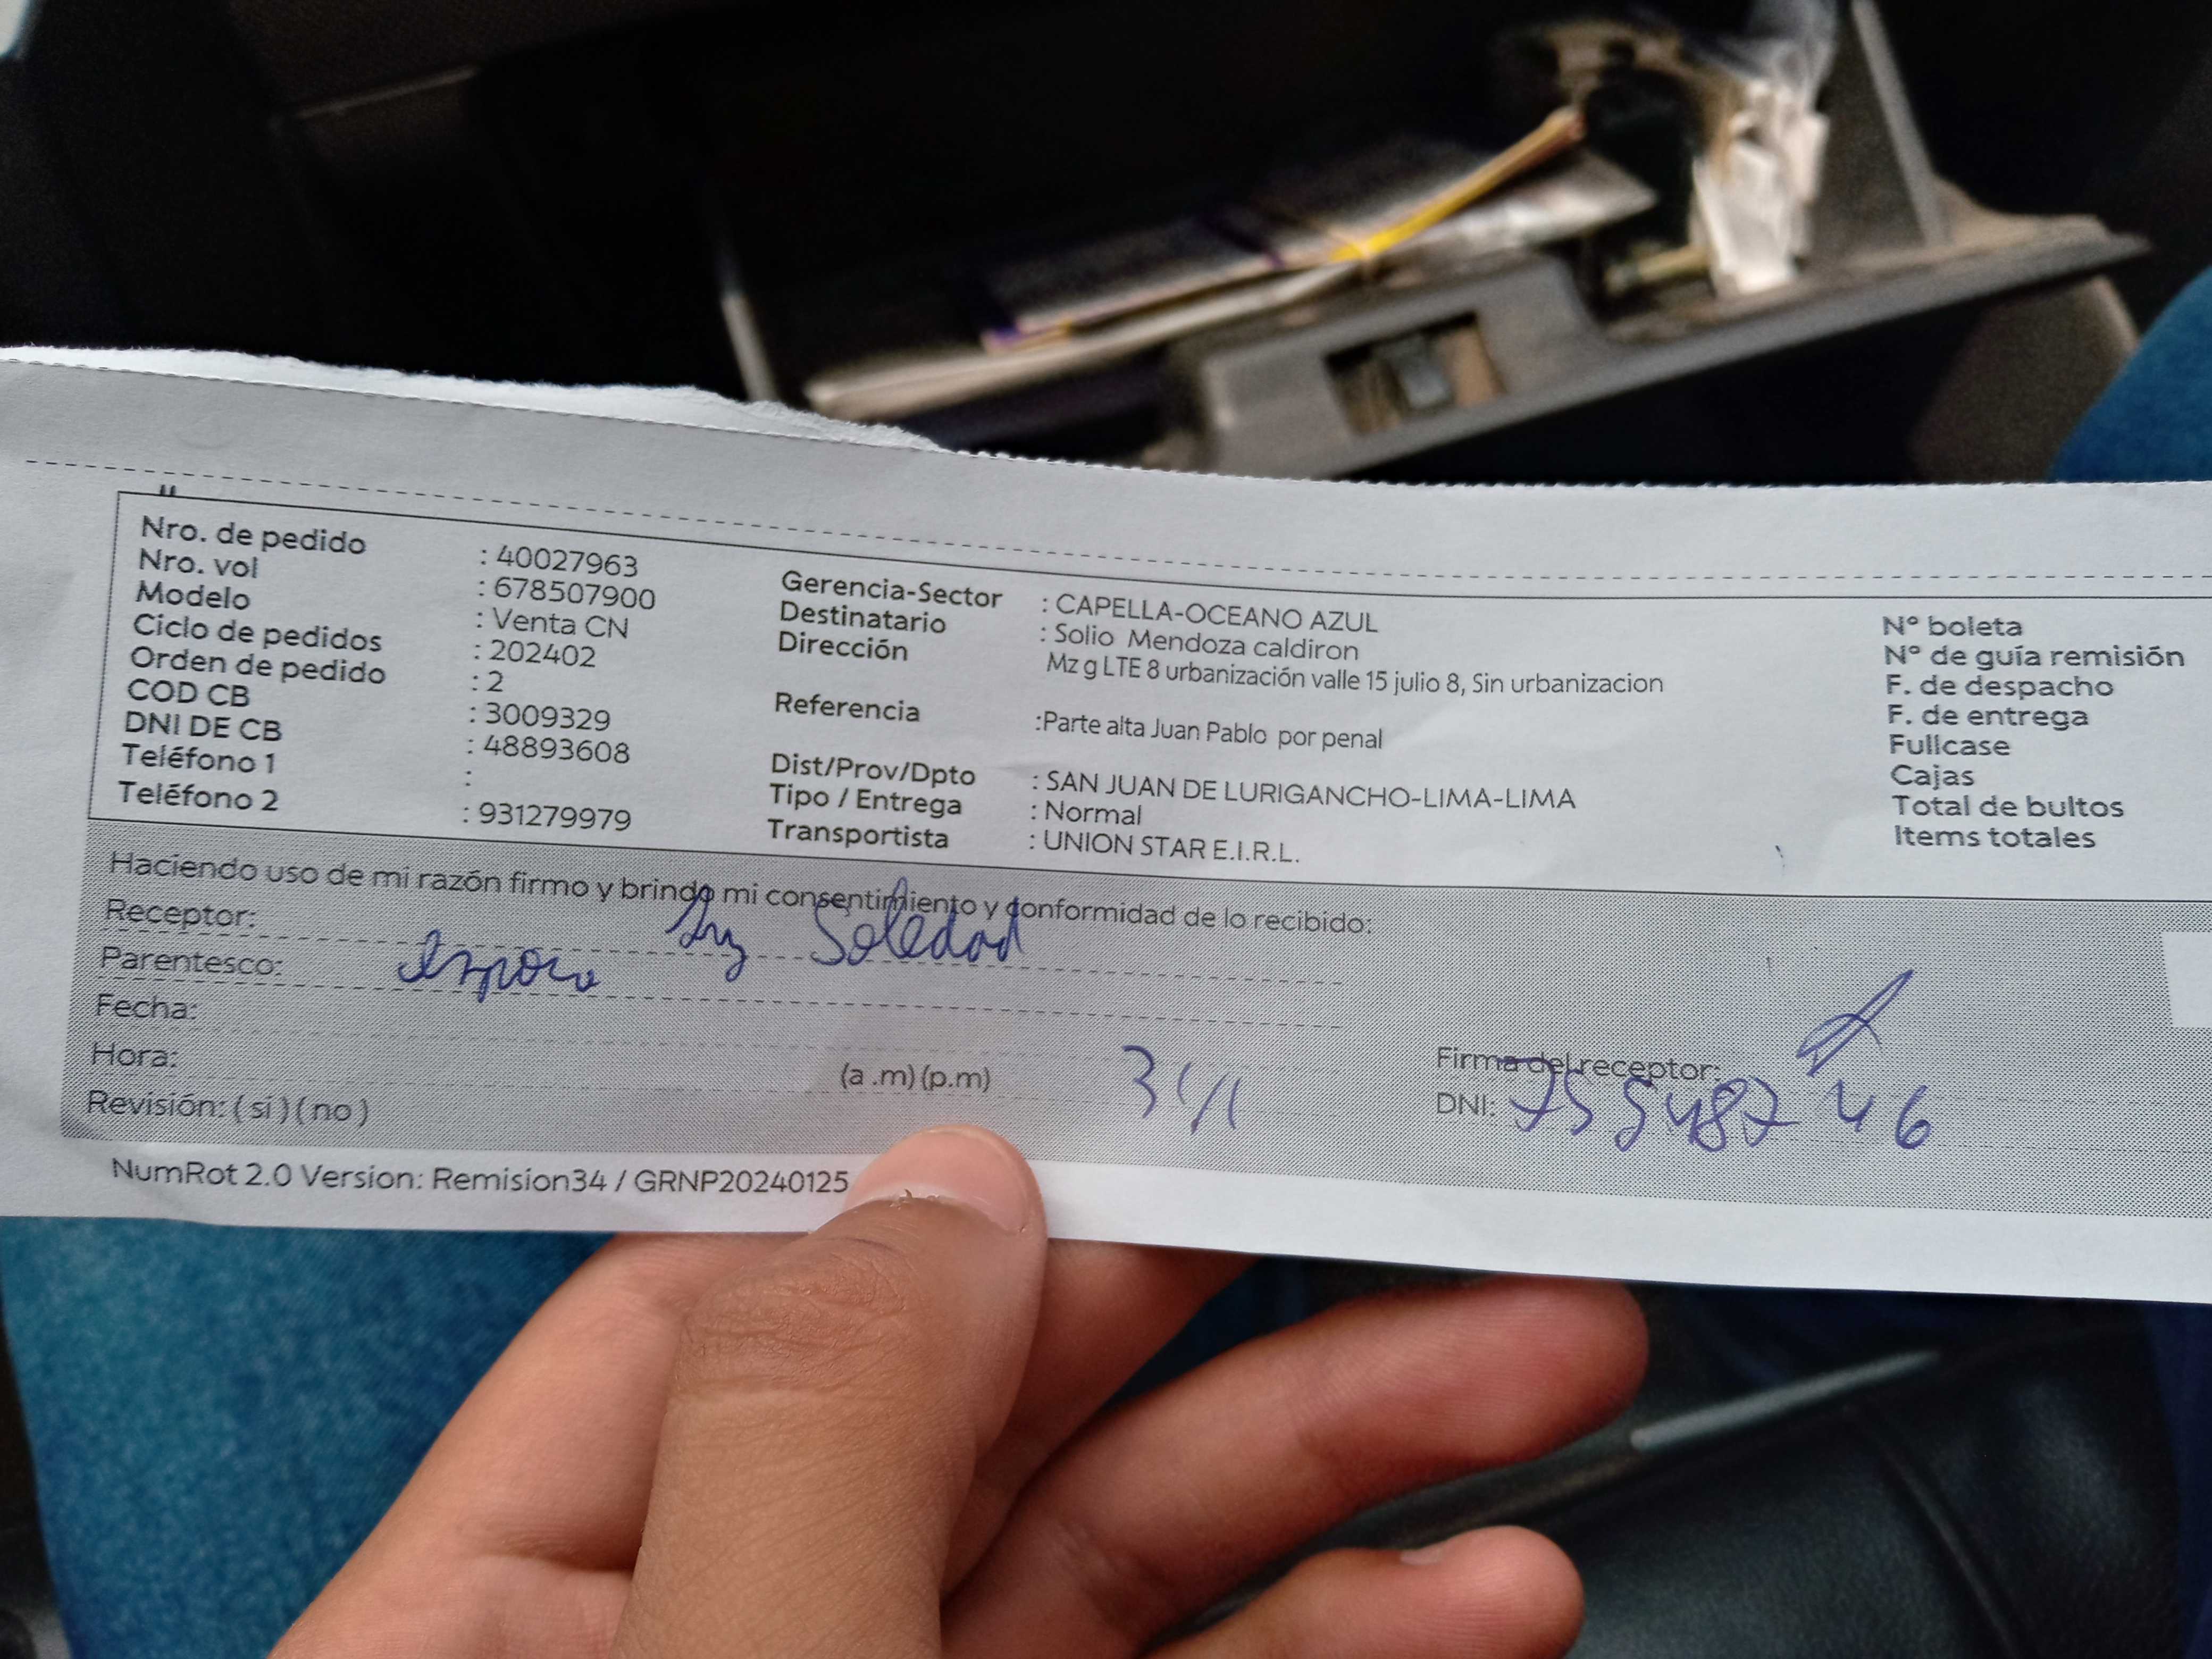 Nro. de pedido : 40027963
Nro. vol : 678507900
Modelo : Venta CN
Ciclo de pedidos : 202402
Orden de pedido : 2
COD CB : 3009329
DNI DE CB : 48893608
Teléfono 1 :
Teléfono 2 : 931279979
Gerencia-Sector : CAPELLA-OCEANO AZUL
Destinatario : Solio Mendoza caldiron
Dirección Mz g LTE 8 urbanización valle 15 julio 8, Sin urbanizacion
Referencia :Parte alta Juan Pablo por penal
Dist/Prov/Dpto : SAN JUAN DE LURIGANCHO-LIMA-LIMA
Tipo / Entrega : Normal
Transportista : UNION STAR E.I.R.L.
N° boleta
N° de guía remisión
F. de despacho
F. de entrega
Fullcase
Cajas
Total de bultos
Items totales
Haciendo uso de mi razón firmo y brindo mi consentimiento y conformidad de lo recibido:
Receptor: Soledad
Parentesco:
Fecha:
Hora: (a .m) (p.m)
Revisión: ( sí ) ( no )
Firma del receptor:
DNI:
NumRot 2.0 Version: Remision34 / GRNP20240125